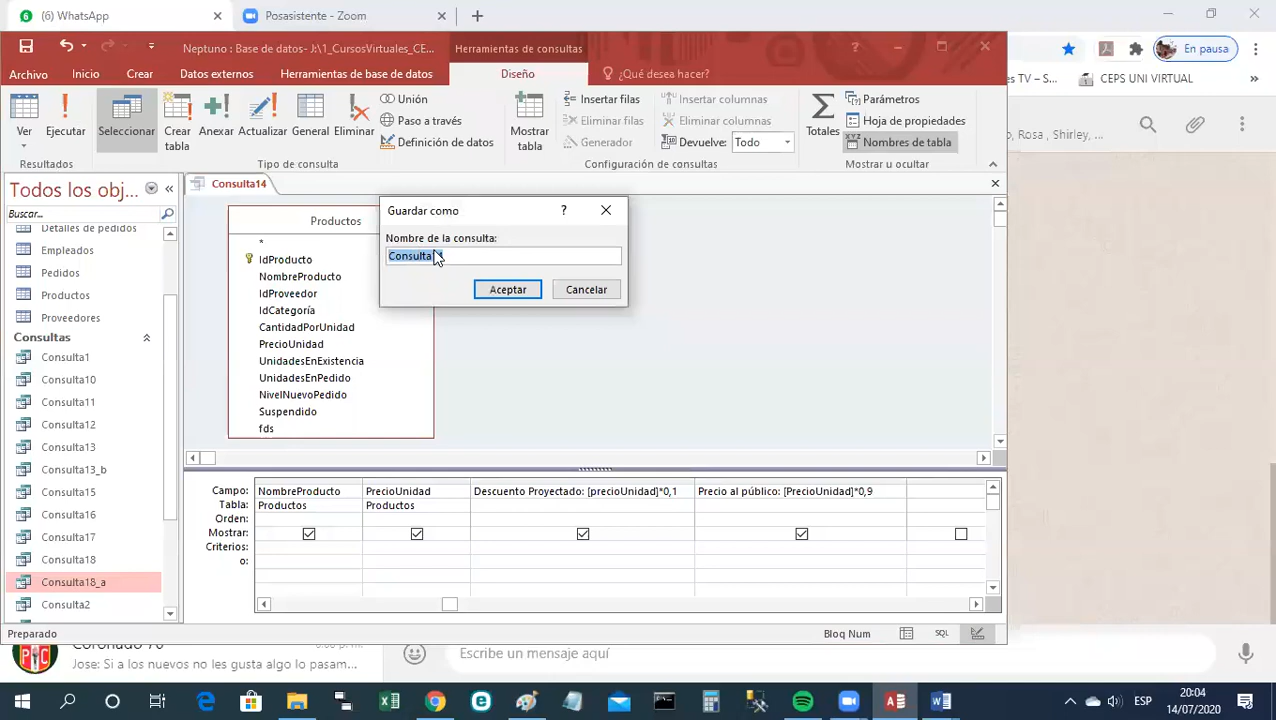 6
(6) WhatsApp
Posasistente - Zoom
Neptuno : Base de datos- J:\1_CursosVirtuales_CE...
Herramientas de consultas
En pausa
Archivo
Inicio
Crear
Datos externos
Herramientas de base de datos
Diseño
¿Qué desea hacer?
s TV – S...
CEPS UNI VIRTUAL
Ver
Ejecutar
Seleccionar
Crear
tabla
Anexar
Actualizar
General
Eliminar
Unión
Paso a través
Definición de datos
Mostrar
tabla
Insertar filas
Eliminar filas
Generador
Insertar columnas
Eliminar columnas
Devuelve:
Todo
Totales
Parámetros
Hoja de propiedades
Nombres de tabla
, Rosa , Shirley, ...
Resultados
Tipo de consulta
Configuración de consultas
Mostrar u ocultar
Todos los obj...
Buscar...
Detalles de pedidos
Empleados
Pedidos
Productos
Proveedores
Consultas
Consulta1
Consulta10
Consulta11
Consulta12
Consulta13
Consulta13_b
Consulta15
Consulta16
Consulta17
Consulta18
Consulta18_a
Consulta2
Consulta14
Productos
*
IdProducto
NombreProducto
IdProveedor
IdCategoría
CantidadPorUnidad
PrecioUnidad
UnidadesEnExistencia
UnidadesEnPedido
NivelNuevoPedido
Suspendido
fds
Guardar como
?
Nombre de la consulta:
Consulta
Aceptar
Cancelar
Campo:
NombreProducto
PrecioUnidad
Descuento Proyectado: [precioUnidad]*0,1
Precio al público: [PrecioUnidad]*0,9
Tabla:
Productos
Productos
Orden:
Mostrar:
Criterios:
o:
Preparado
Bloq Num
SQL
Jose: Si a los nuevos no les gusta algo lo pasam...
Escribe un mensaje aquí
ESP
20:04
14/07/2020